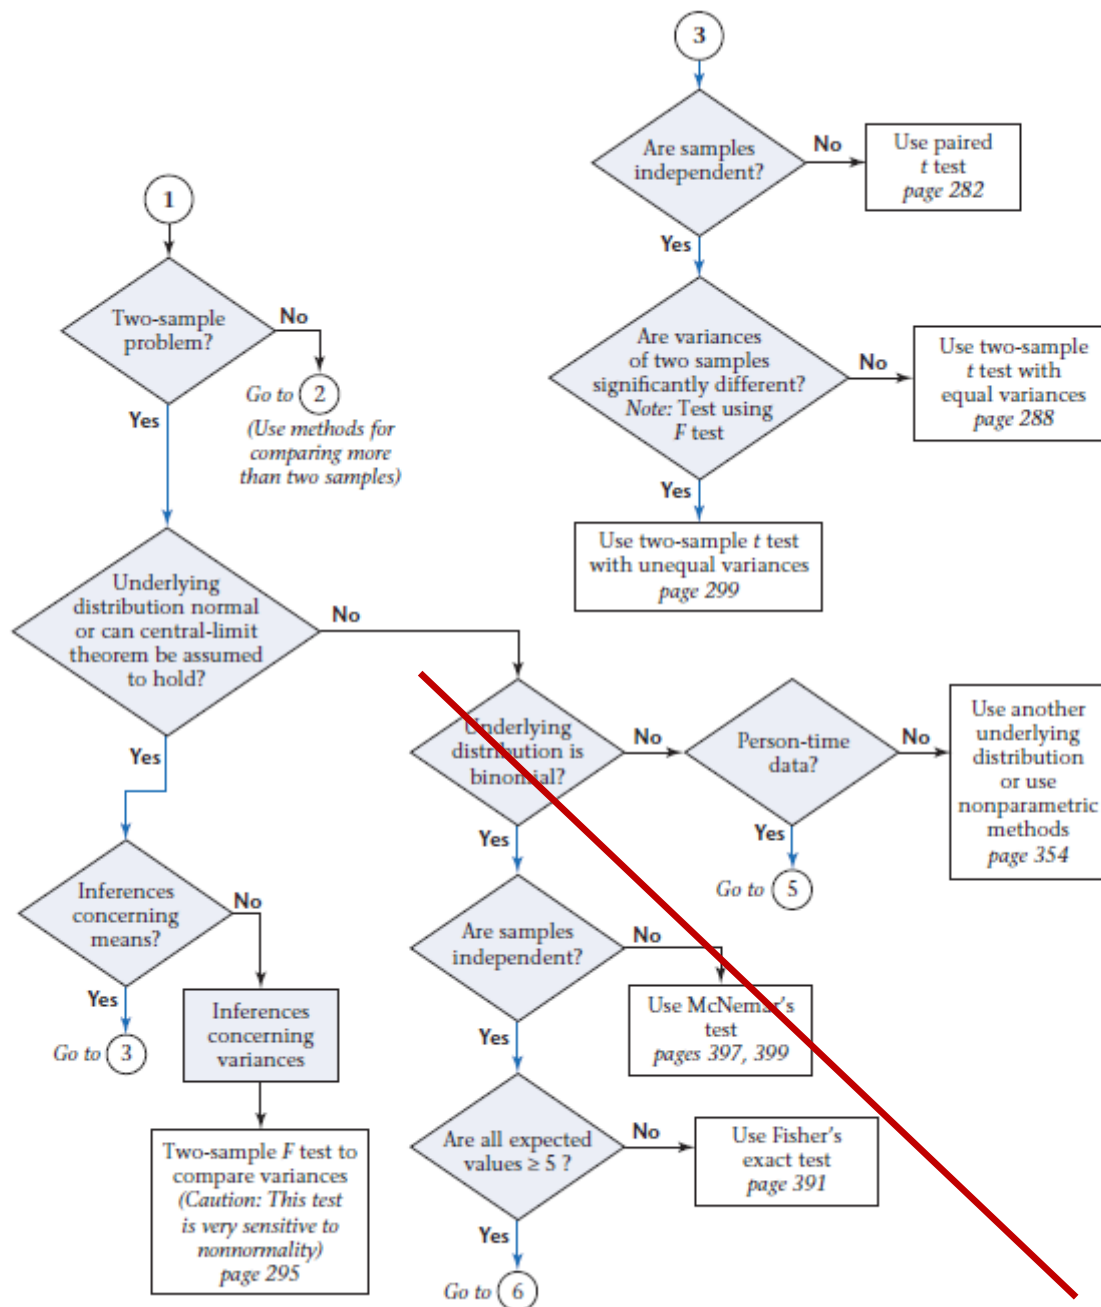 1
Two-sample
problem?
No
Go to 2
(Use methods for
comparing more
than two samples)
Yes
Underlying
distribution normal
or can central-limit
theorem be assumed
to hold?
No
Yes
Inferences
concerning
means?
No
Yes
Go to 3
Inferences
concerning
variances
Two-sample F test to
compare variances
(Caution: This test
is very sensitive to
nonnormality)
page 295
Underlying
distribution is
binomial?
No
Yes
Person-time
data?
No
Yes
Go to 5
Use another
underlying
distribution
or use
nonparametric
methods
page 354
Are samples
independent?
No
Yes
Use McNemar's
test
pages 397, 399
Are all expected
values ≥ 5 ?
No
Yes
Use Fisher's
exact test
page 391
Go to 6
3
Are samples
independent?
No
Yes
Use paired
t test
page 282
Are variances
of two samples
significantly different?
Note: Test using
F test
No
Yes
Use two-sample
t test with
equal variances
page 288
Use two-sample t test
with unequal variances
page 299